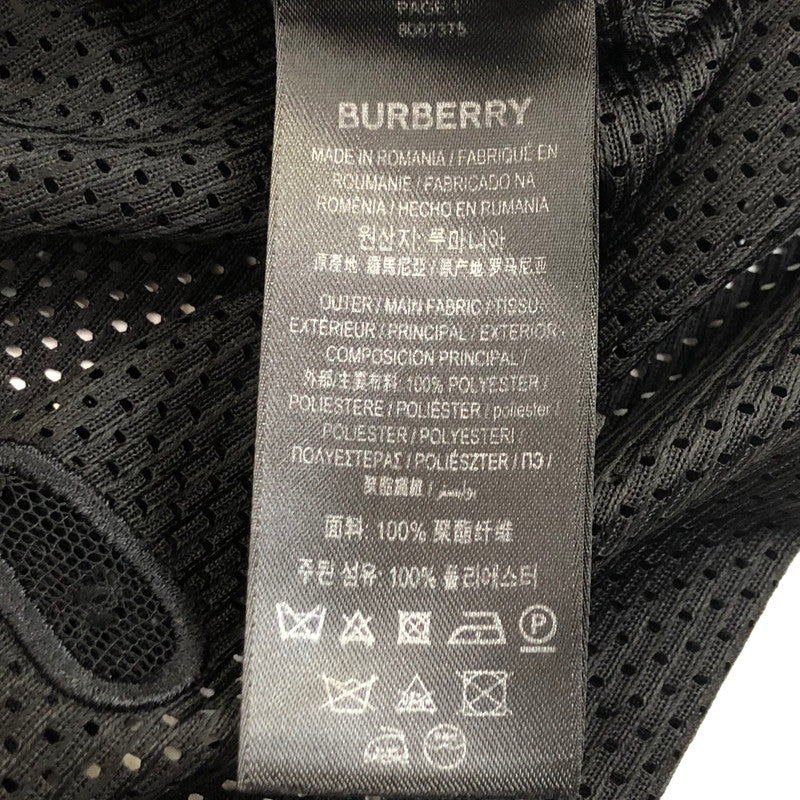 PAGE 1
8007375
BURBERRY
MADE IN ROMANIA / FABRIQUÉ EN
ROUMANIE / FABRICADO NA
ROMÉNIA / HECHO EN RUMANIA
원산지: 루마니아
原產地: 羅馬尼亞 / 原产地: 罗马尼亚
OUTER / MAIN FABRIC / TISSU-
EXTÉRIEUR / PRINCIPAL / EXTERIOR-
COMPOSICION PRINCIPAL /
外部/主要材料: 100% POLYESTER /
POLIESTERE / POLIÉSTER / poliester /
POLIESTER / POLYESTERI /
ΠΟΛΥΕΣΤΕΡΑΣ / POLIÉSZTER / ПЭ /
聚酯纖維 / بوليستر
面料: 100% 聚酯纤维
주원 섬유: 100% 폴리에스터
P